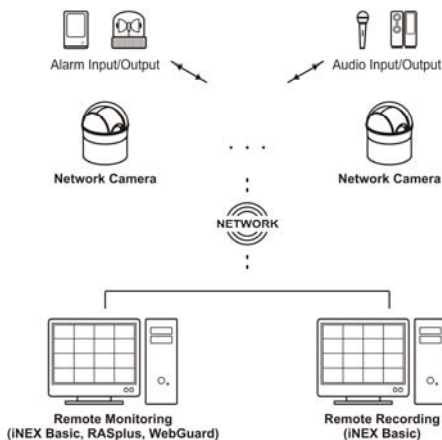 Alarm Input/Output
Audio Input/Output
Network Camera
Network Camera
NETWORK
Remote Monitoring
(iNEX Basic, RASplus, WebGuard)
Remote Recording
(iNEX Basic)